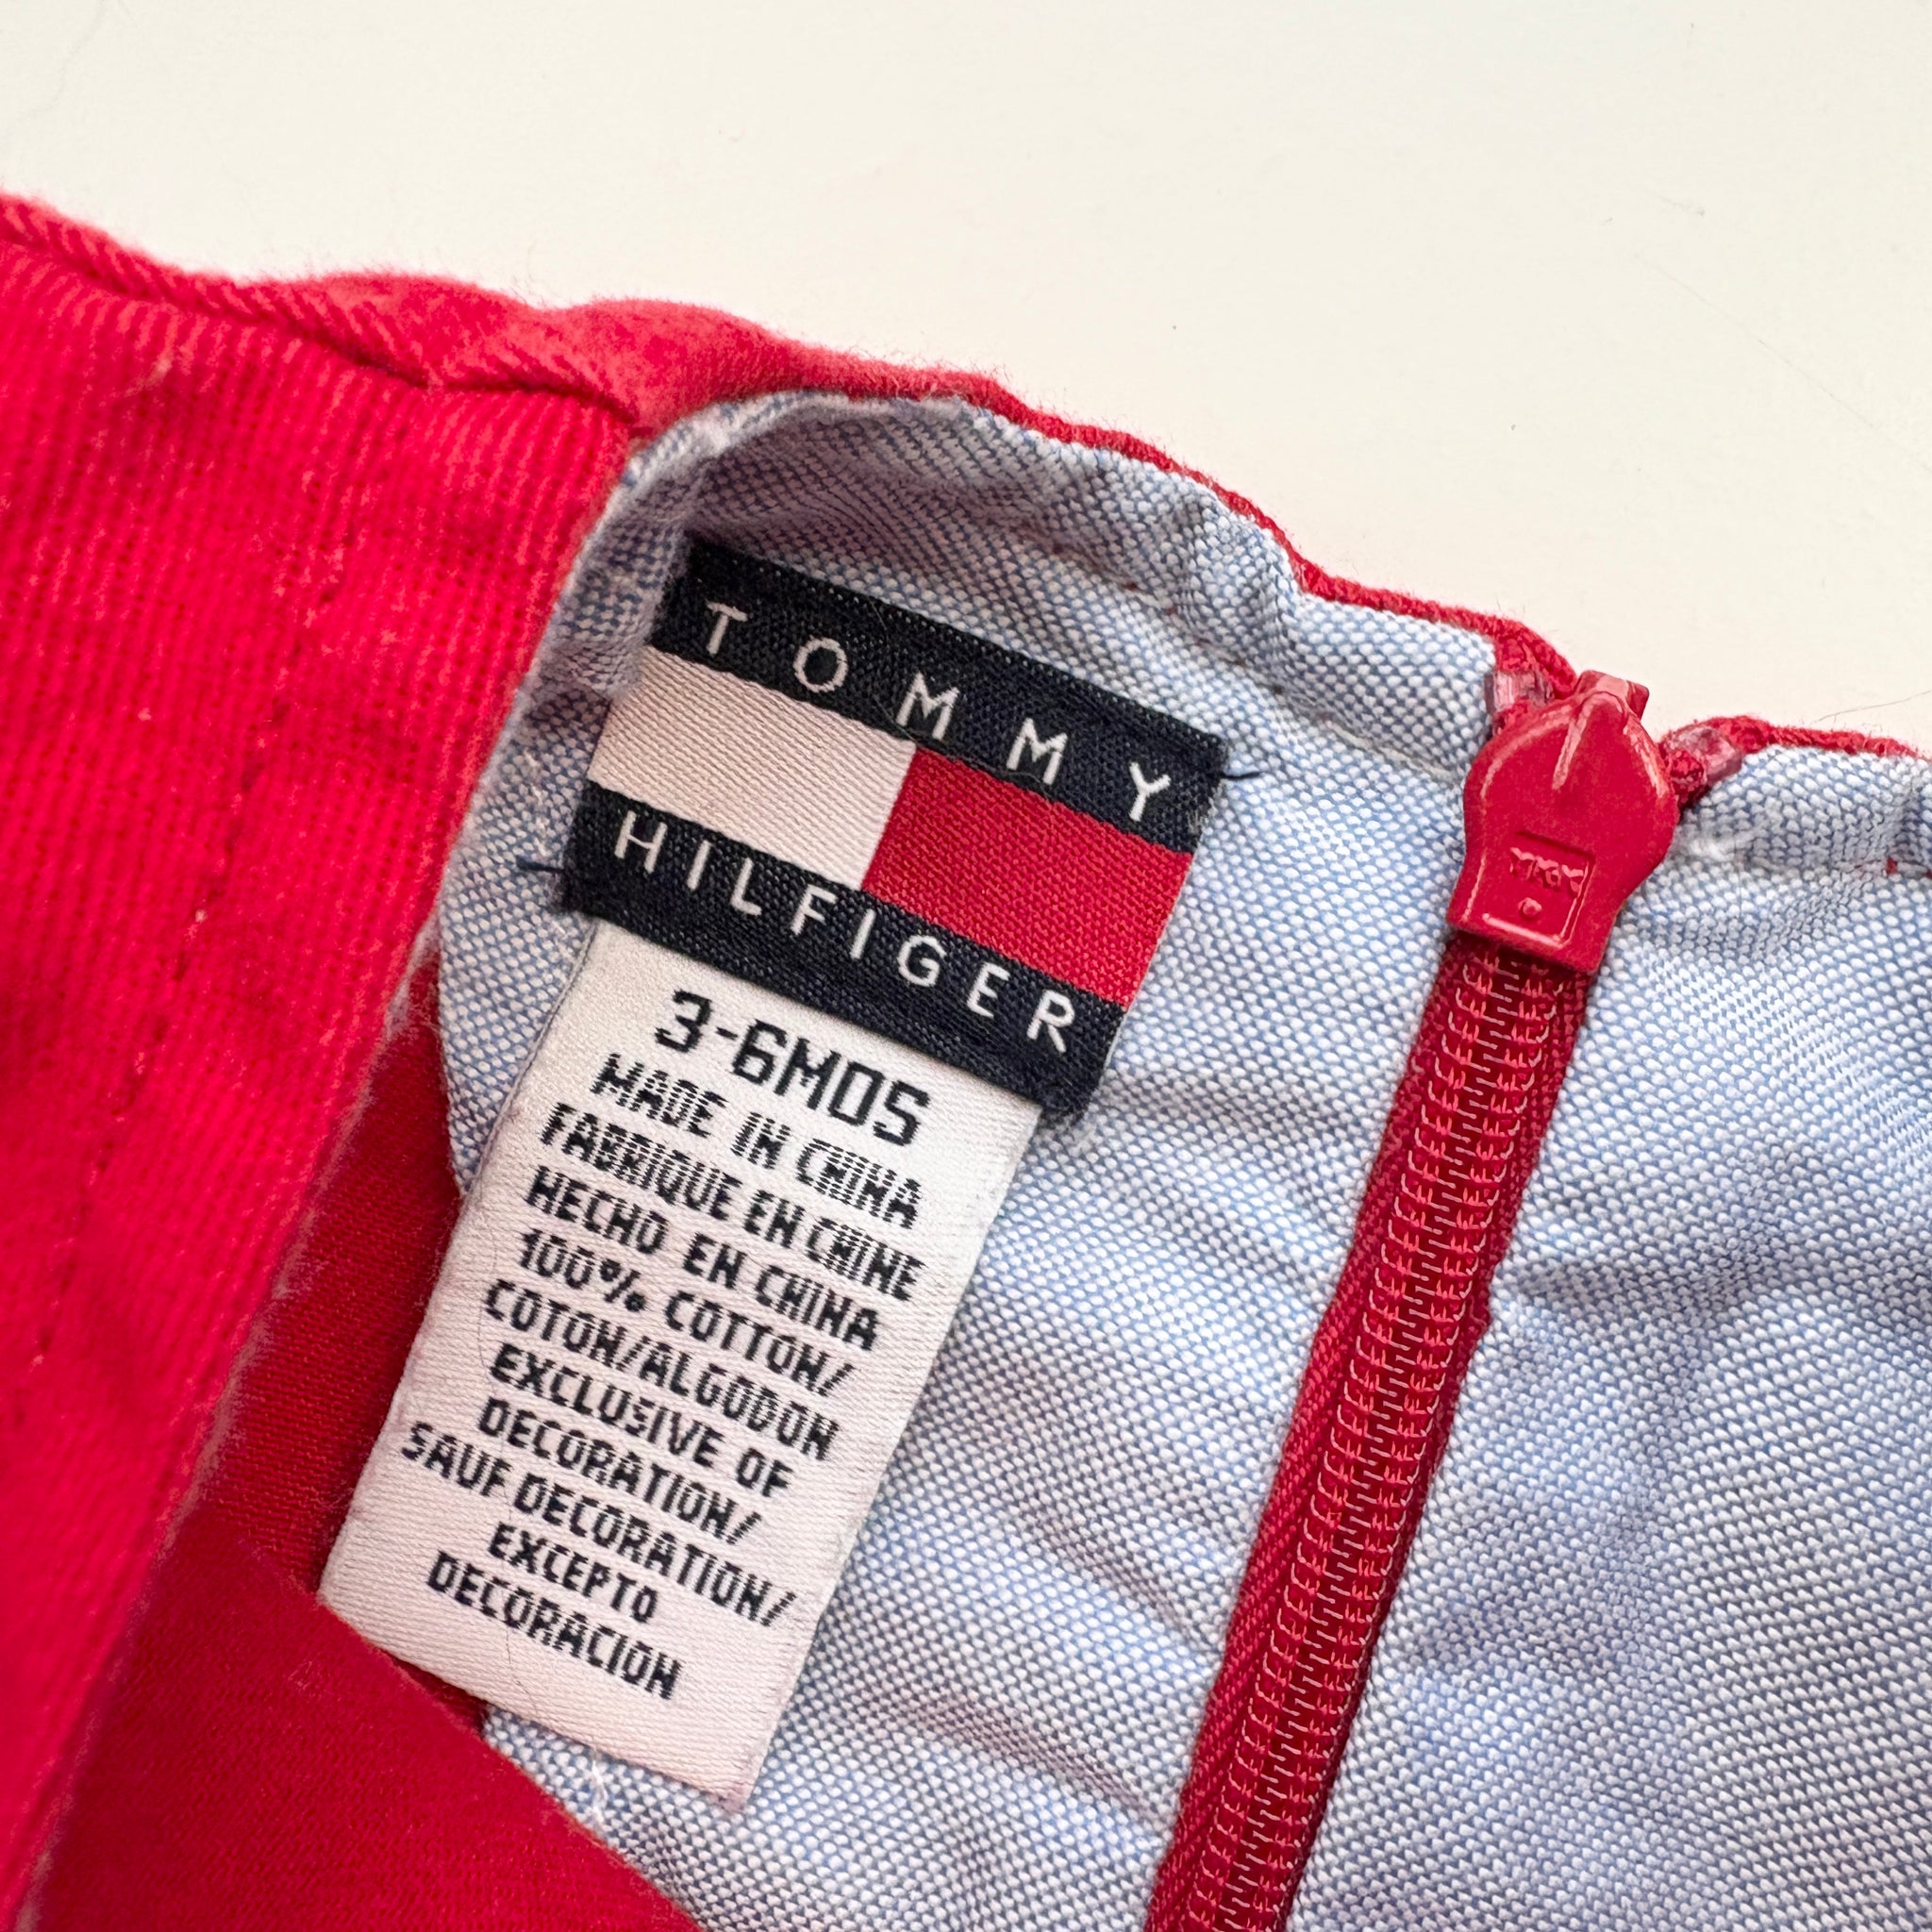 TOMMY
HILFIGER
3-6MOS
MADE IN CHINA
FABRIQUE EN CHINE
HECHO EN CHINA
100% COTTON/
COTON/ALGODON
EXCLUSIVE OF
DECORATION/
SAUF DECORATION/
EXCEPTO
DECORACION